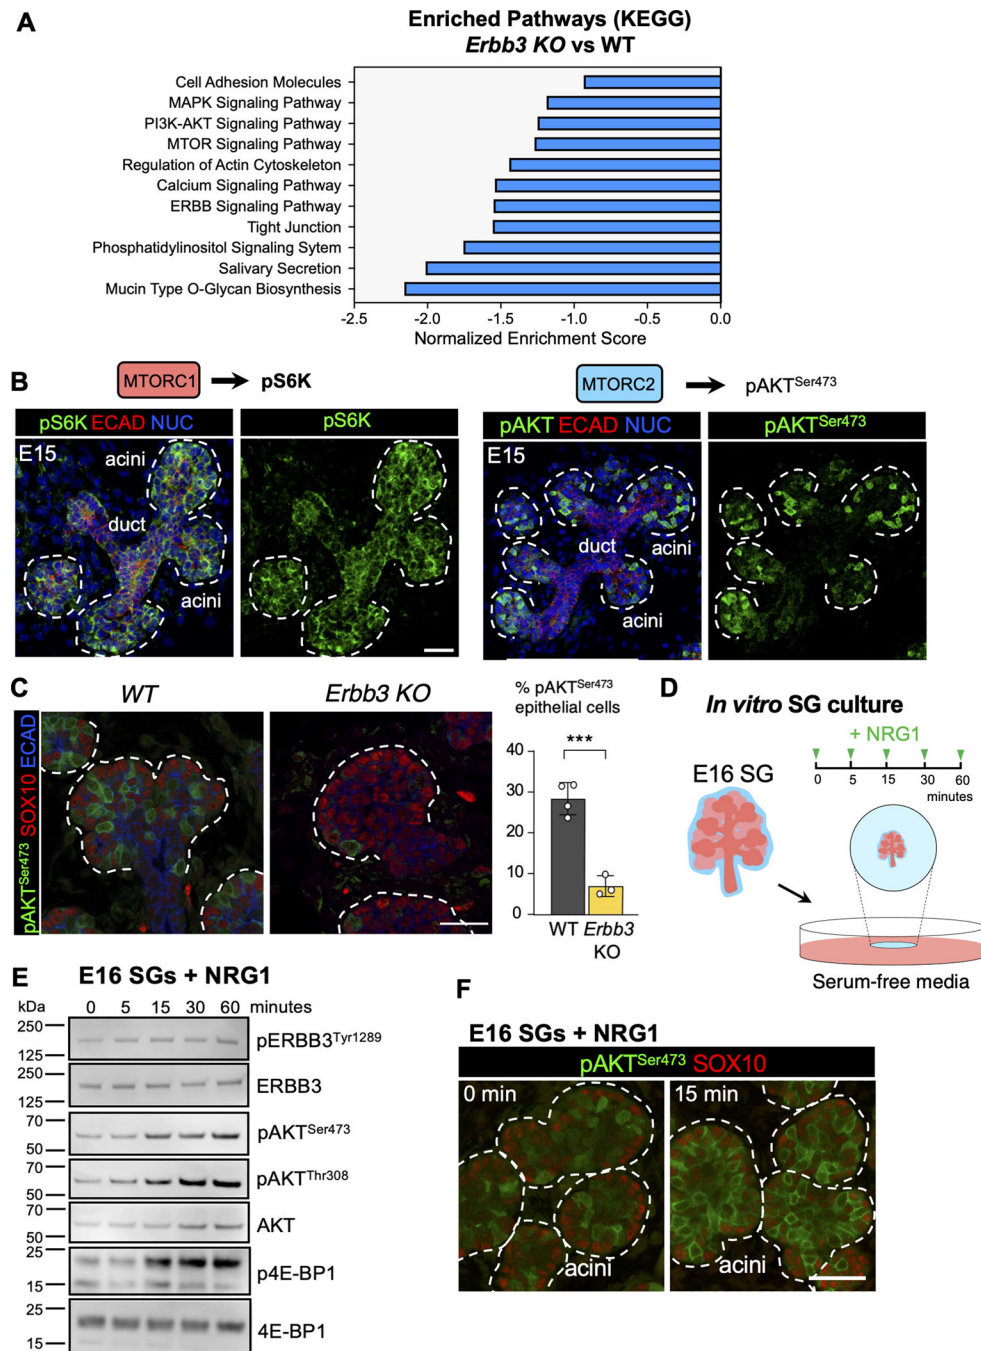 A
Enriched Pathways (KEGG)
Erbb3 KO vs WT
Cell Adhesion Molecules
MAPK Signaling Pathway
PI3K-AKT Signaling Pathway
MTOR Signaling Pathway
Regulation of Actin Cytoskeleton
Calcium Signaling Pathway
ERBB Signaling Pathway
Tight Junction
Phosphatidylinositol Signaling Sytem
Salivary Secretion
Mucin Type O-Glycan Biosynthesis
-2.5 -2.0 -1.5 -1.0 -0.5 0.0
Normalized Enrichment Score
B
MTORC1 pS6K
MTORC2 pAKTSer473
pS6K ECAD NUC
pS6K
pAKT ECAD NUC
pAKTSer473
E15
acini
duct
acini
E15
duct
acini
acini
C
WT
Erbb3 KO
pAKTSer473 SOX10 ECAD
% pAKTSer473
epithelial cells
***
40
30
20
10
0
WT Erbb3
KO
D
In vitro SG culture
+ NRG1
E16 SG
0 5 15 30 60
minutes
Serum-free media
E
E16 SGs + NRG1
kDa 0 5 15 30 60 minutes
250
125
pERBB3Tyr1289
250
125
ERBB3
70
50
pAKTSer473
70
50
pAKTThr308
70
50
AKT
25
15
p4E-BP1
25
15
4E-BP1
F
E16 SGs + NRG1
pAKTSer473 SOX10
0 min
15 min
acini
acini